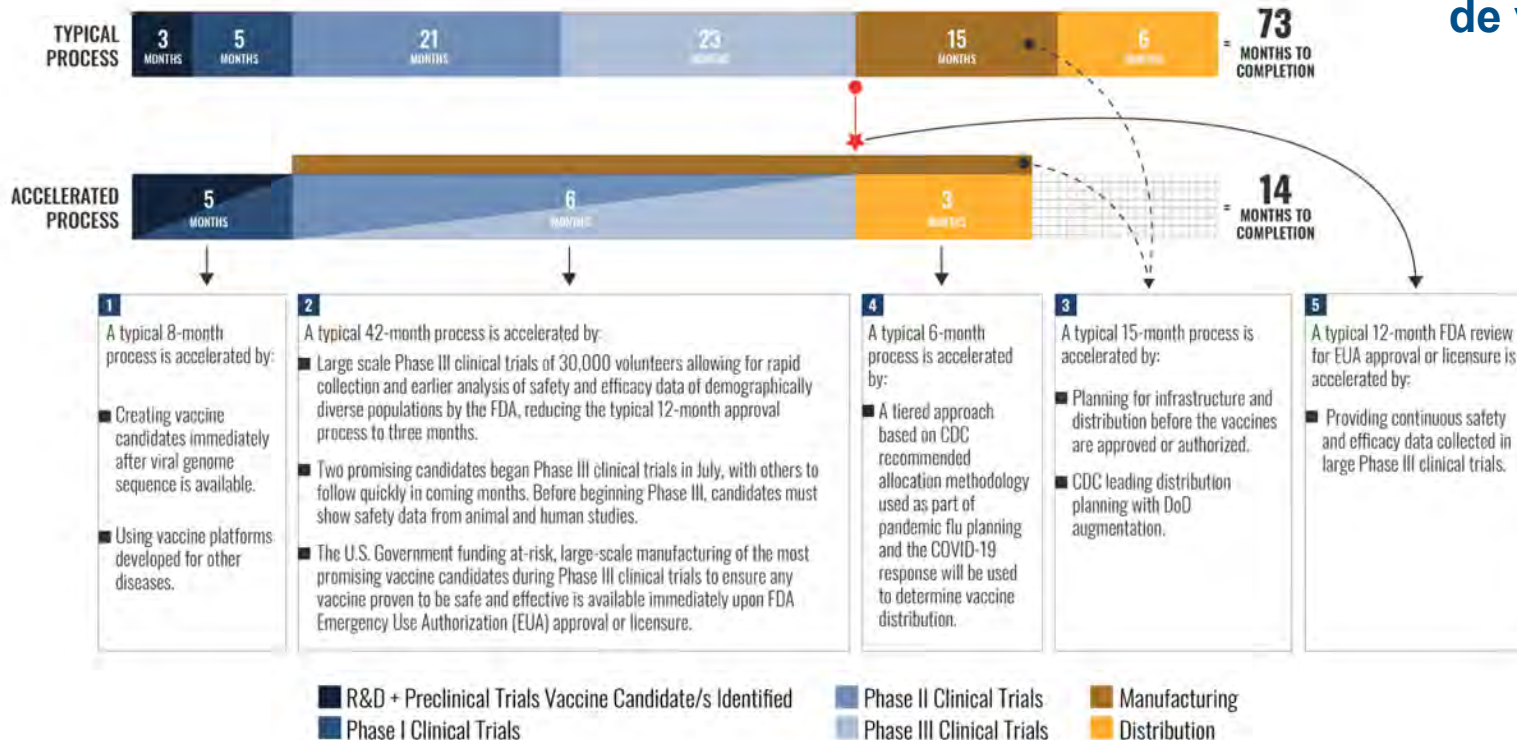 de v
TYPICAL
PROCESS
3
MONTHS
5
MONTHS
21
MONTHS
23
MONTHS
15
MONTHS
6
MONTHS
=
73
MONTHS TO
COMPLETION
ACCELERATED
PROCESS
5
MONTHS
6
MONTHS
3
MONTHS
=
14
MONTHS TO
COMPLETION
1
A typical 8-month
process is accelerated by:
Creating vaccine
candidates immediately
after viral genome
sequence is available.
Using vaccine platforms
developed for other
diseases.
2
A typical 42-month process is accelerated by:
Large scale Phase III clinical trials of 30,000 volunteers allowing for rapid
collection and earlier analysis of safety and efficacy data of demographically
diverse populations by the FDA, reducing the typical 12-month approval
process to three months.
Two promising candidates began Phase III clinical trials in July, with others to
follow quickly in coming months. Before beginning Phase III, candidates must
show safety data from animal and human studies.
The U.S. Government funding at-risk, large-scale manufacturing of the most
promising vaccine candidates during Phase III clinical trials to ensure any
vaccine proven to be safe and effective is available immediately upon FDA
Emergency Use Authorization (EUA) approval or licensure.
4
A typical 6-month
process is accelerated
by:
A tiered approach
based on CDC
recommended
allocation methodology
used as part of
pandemic flu planning
and the COVID-19
response will be used
to determine vaccine
distribution.
3
A typical 15-month process is
accelerated by:
Planning for infrastructure and
distribution before the vaccines
are approved or authorized.
CDC leading distribution
planning with DoD
augmentation.
5
A typical 12-month FDA review
for EUA approval or licensure is
accelerated by:
Providing continuous safety
and efficacy data collected in
large Phase III clinical trials.
R&D + Preclinical Trials Vaccine Candidate/s Identified
Phase I Clinical Trials
Phase II Clinical Trials
Phase III Clinical Trials
Manufacturing
Distribution